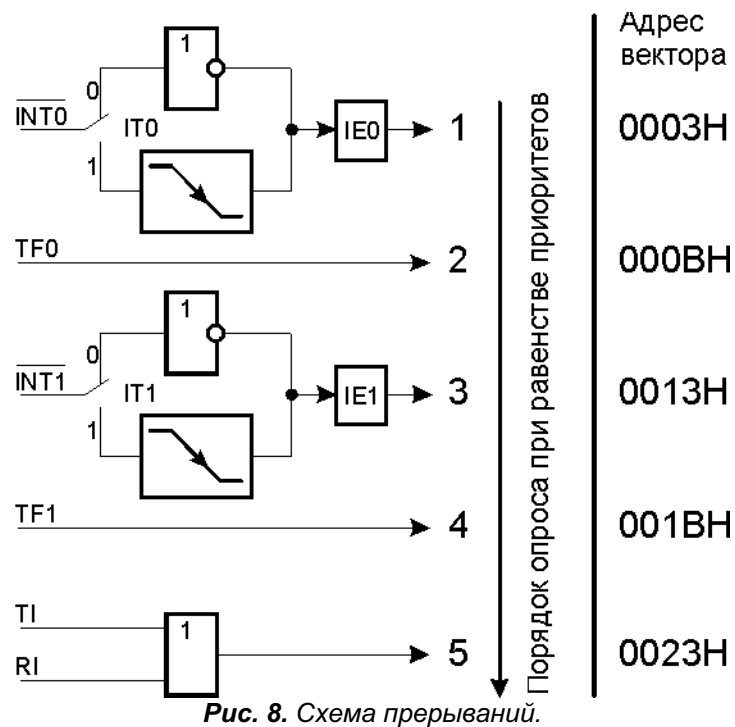 Адрес
вектора
1
0
INT0
IT0
IE0
1
0003H
1
TF0
2
000BH
1
0
INT1
IT1
IE1
3
0013H
1
TF1
4
001BH
TI
1
5
0023H
RI
Порядок опроса при равенстве приоритетов
Рис. 8. Схема прерываний.